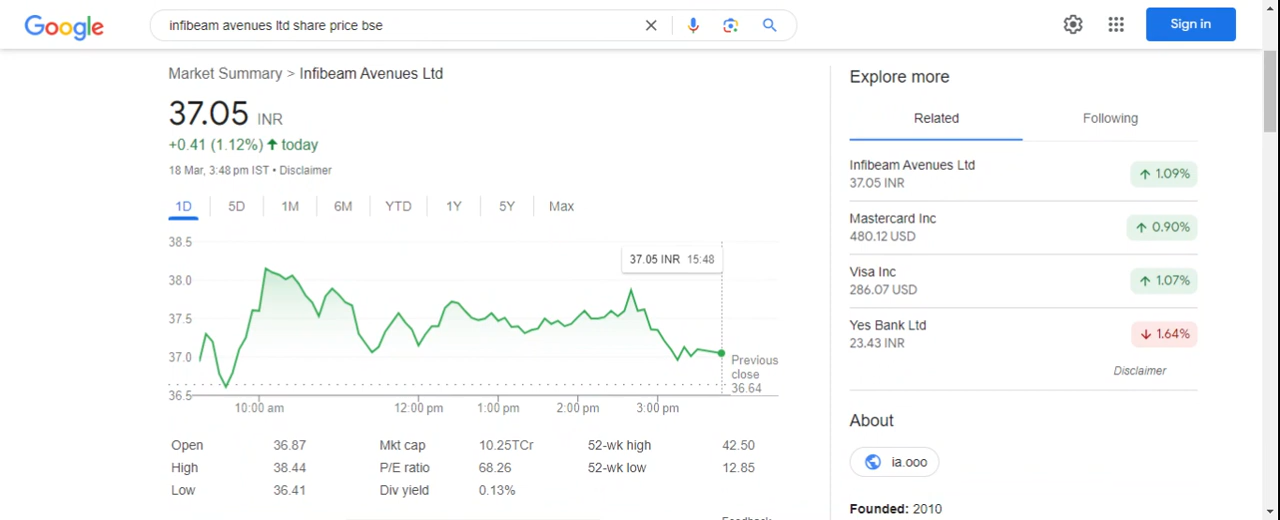 Google
infibeam avenues ltd share price bse
Sign in
Market Summary > Infibeam Avenues Ltd
37.05 INR
+0.41 (1.12%) ↑ today
18 Mar, 3:48 pm IST • Disclaimer
1D 5D 1M 6M YTD 1Y 5Y Max
38.5
38.0
37.5
37.0
36.5
37.05 INR 15:48
Previous
close
36.64
10:00 am 12:00 pm 1:00 pm 2:00 pm 3:00 pm
Open 36.87 Mkt cap 10.25TCr 52-wk high 42.50
High 38.44 P/E ratio 68.26 52-wk low 12.85
Low 36.41 Div yield 0.13%
Feedback
Explore more
Related Following
Infibeam Avenues Ltd
37.05 INR
↑ 1.09%
Mastercard Inc
480.12 USD
↑ 0.90%
Visa Inc
286.07 USD
↑ 1.07%
Yes Bank Ltd
23.43 INR
↓ 1.64%
Disclaimer
About
ia.ooo
Founded: 2010